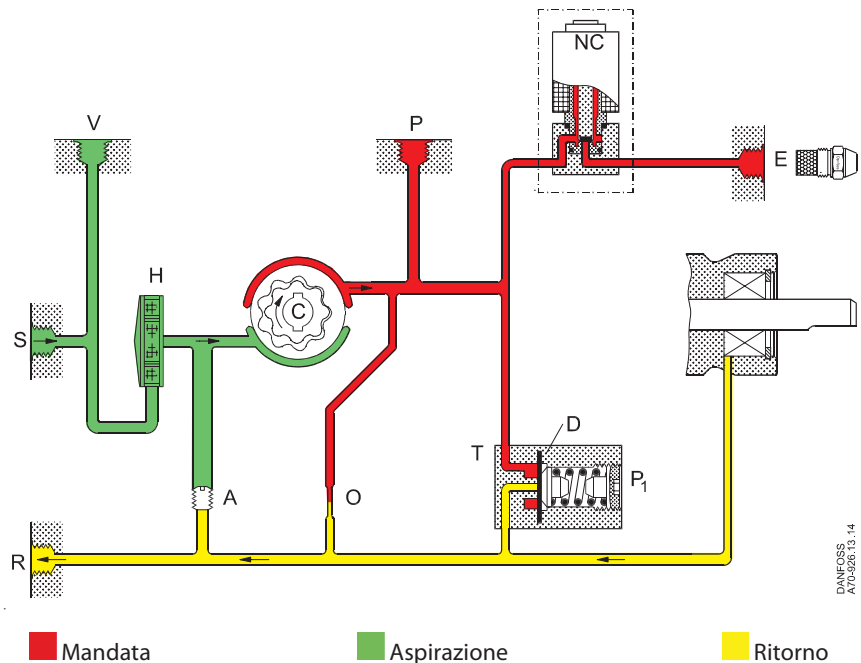 NC
V
P
E
H
C
S
D
T
P1
A
O
R
DANFOSS
A70-926.13.14
Mandata
Aspirazione
Ritorno